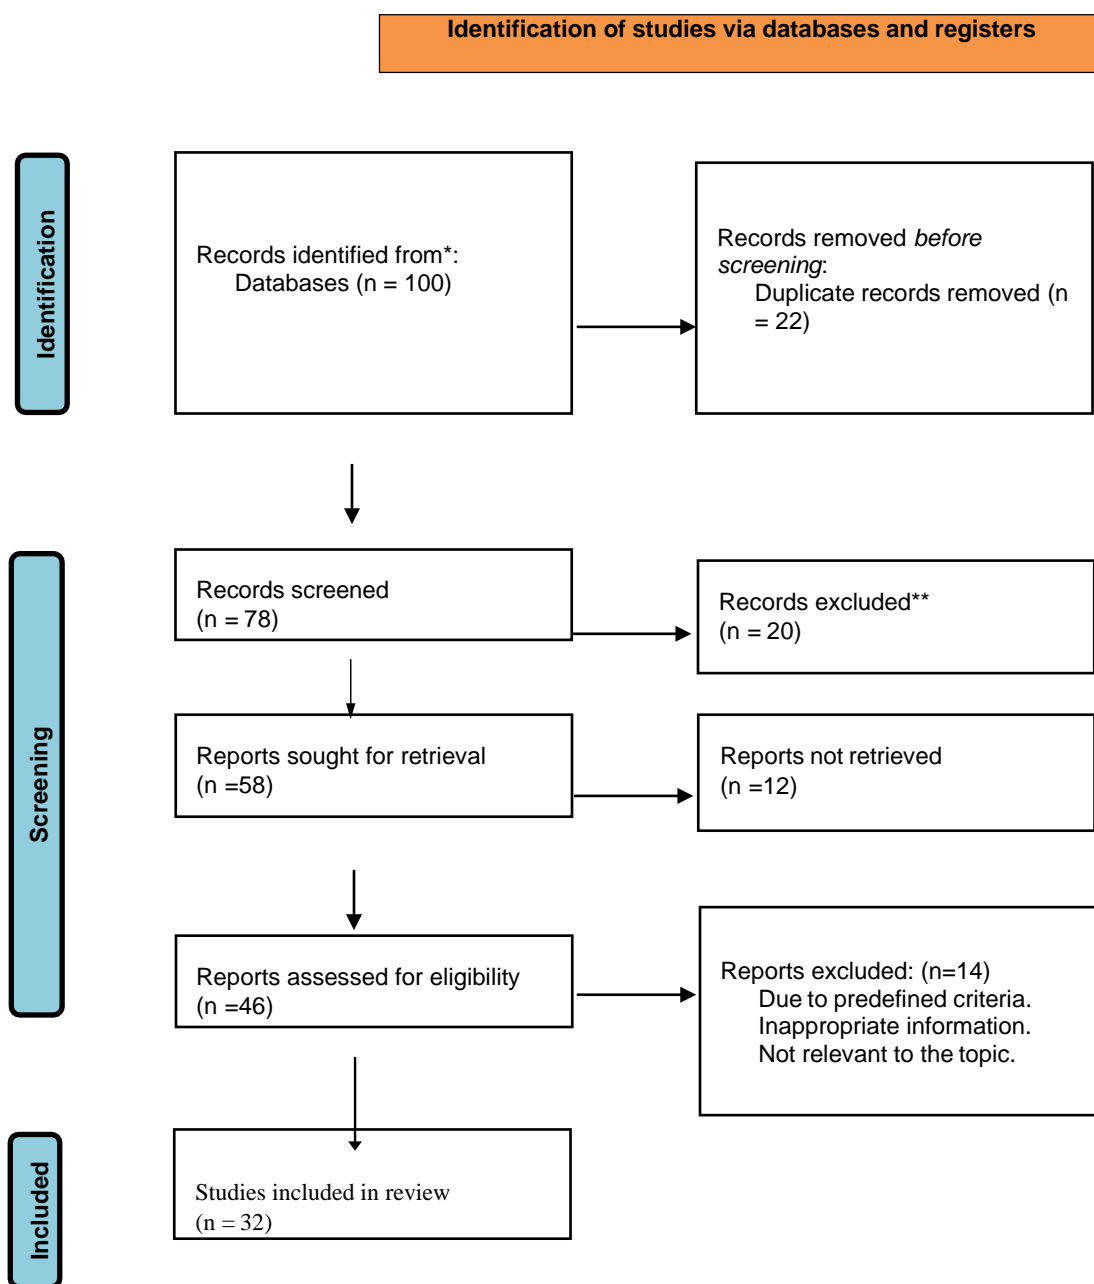 Identification of studies via databases and registers
Identification
Records identified from*:
Databases (n = 100)
Records removed before
screening:
Duplicate records removed (n
= 22)
Screening
Records screened
(n = 78)
Records excluded**
(n = 20)
Reports sought for retrieval
(n =58)
Reports not retrieved
(n =12)
Reports assessed for eligibility
(n =46)
Reports excluded: (n=14)
Due to predefined criteria.
Inappropriate information.
Not relevant to the topic.
Included
Studies included in review
(n = 32)